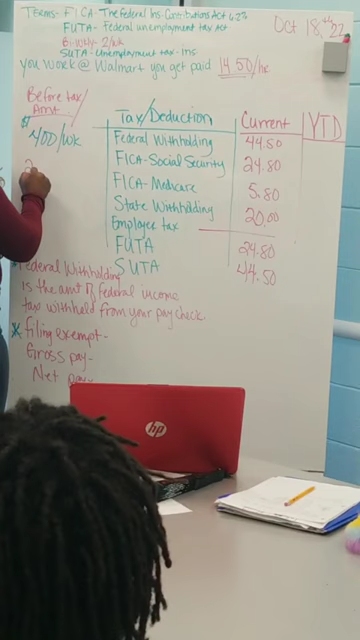 Terms: FICA - The Federal Ins. Contributions Act 6.2%
FUTA - Federal unemployment tax Act
Bi-Wkly - 2/wk
SUTA - Unemployment tax - Ins
Oct 18,th 22
you work @ Walmart you get paid 14.50/hr
Before tax/
Amt
$400/wk
Tax/Deduction Current YTD
Federal Withholding 44.50
FICA-Social Security 24.80
FICA-Medicare 5.80
State Withholding 20.00
Employee tax
FUTA 24.80
SUTA 44.50
* Federal Withholding
is the amt of federal income
tax withheld from your pay check.
* Filing exempt-
Gross pay-
Net pay-
hp